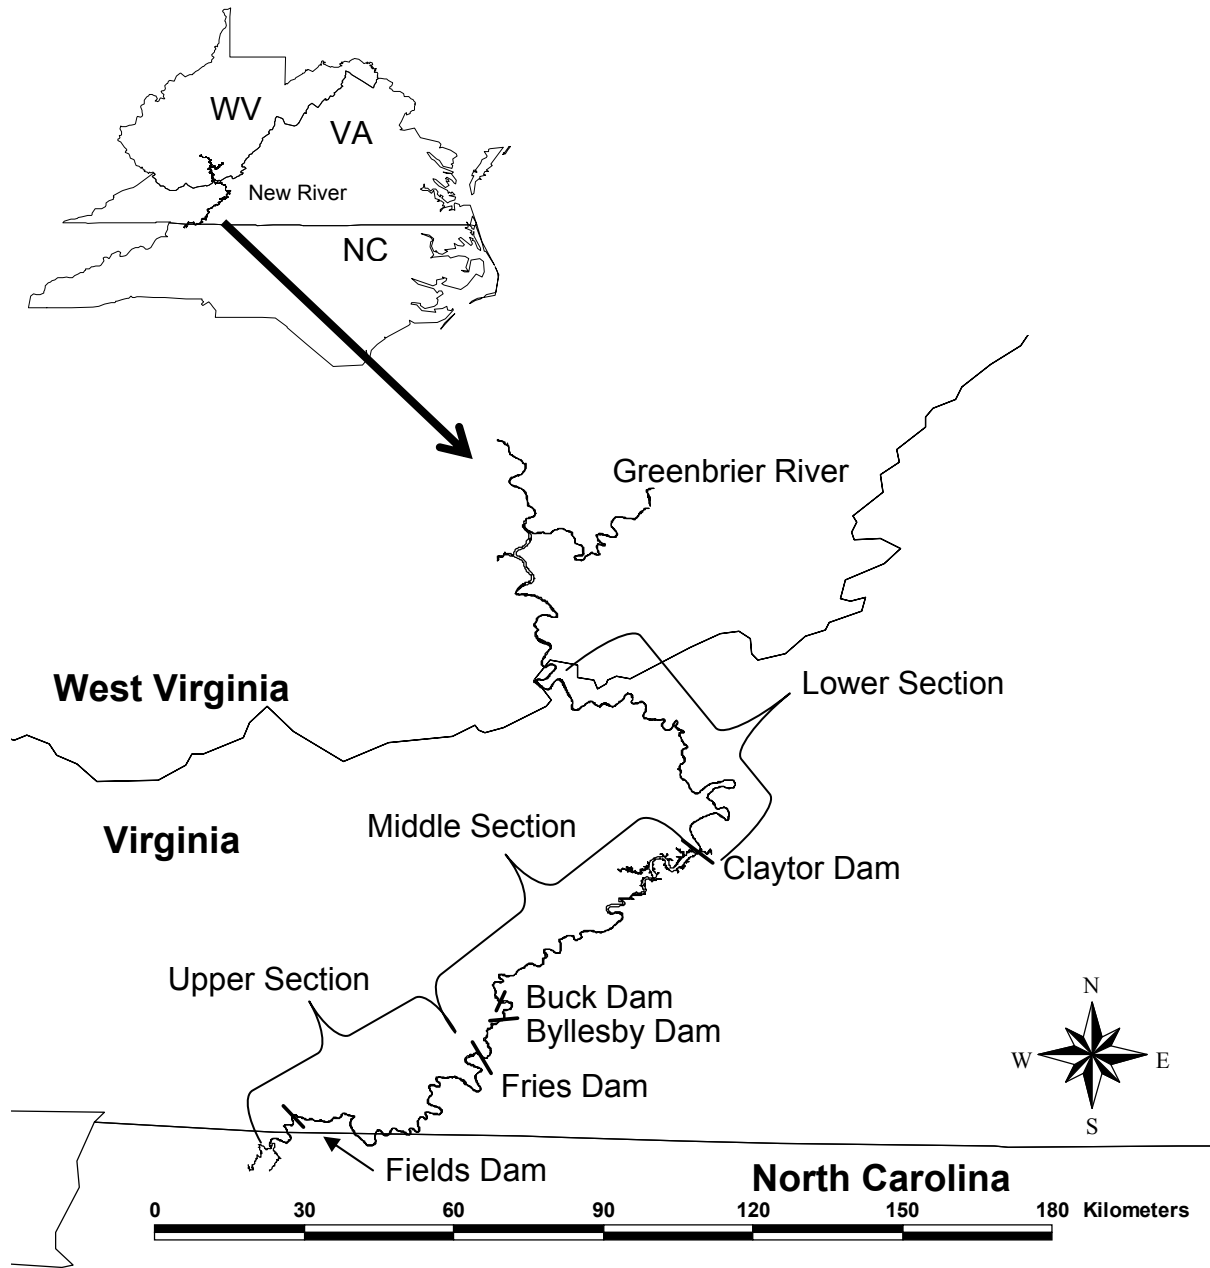 WV
VA
New River
NC
Greenbrier River
West Virginia
Lower Section
Middle Section
Virginia
Claytor Dam
Upper Section
Buck Dam
Byllesby Dam
Fries Dam
N
W
E
S
Fields Dam
North Carolina
0 30 60 90 120 150 180 Kilometers